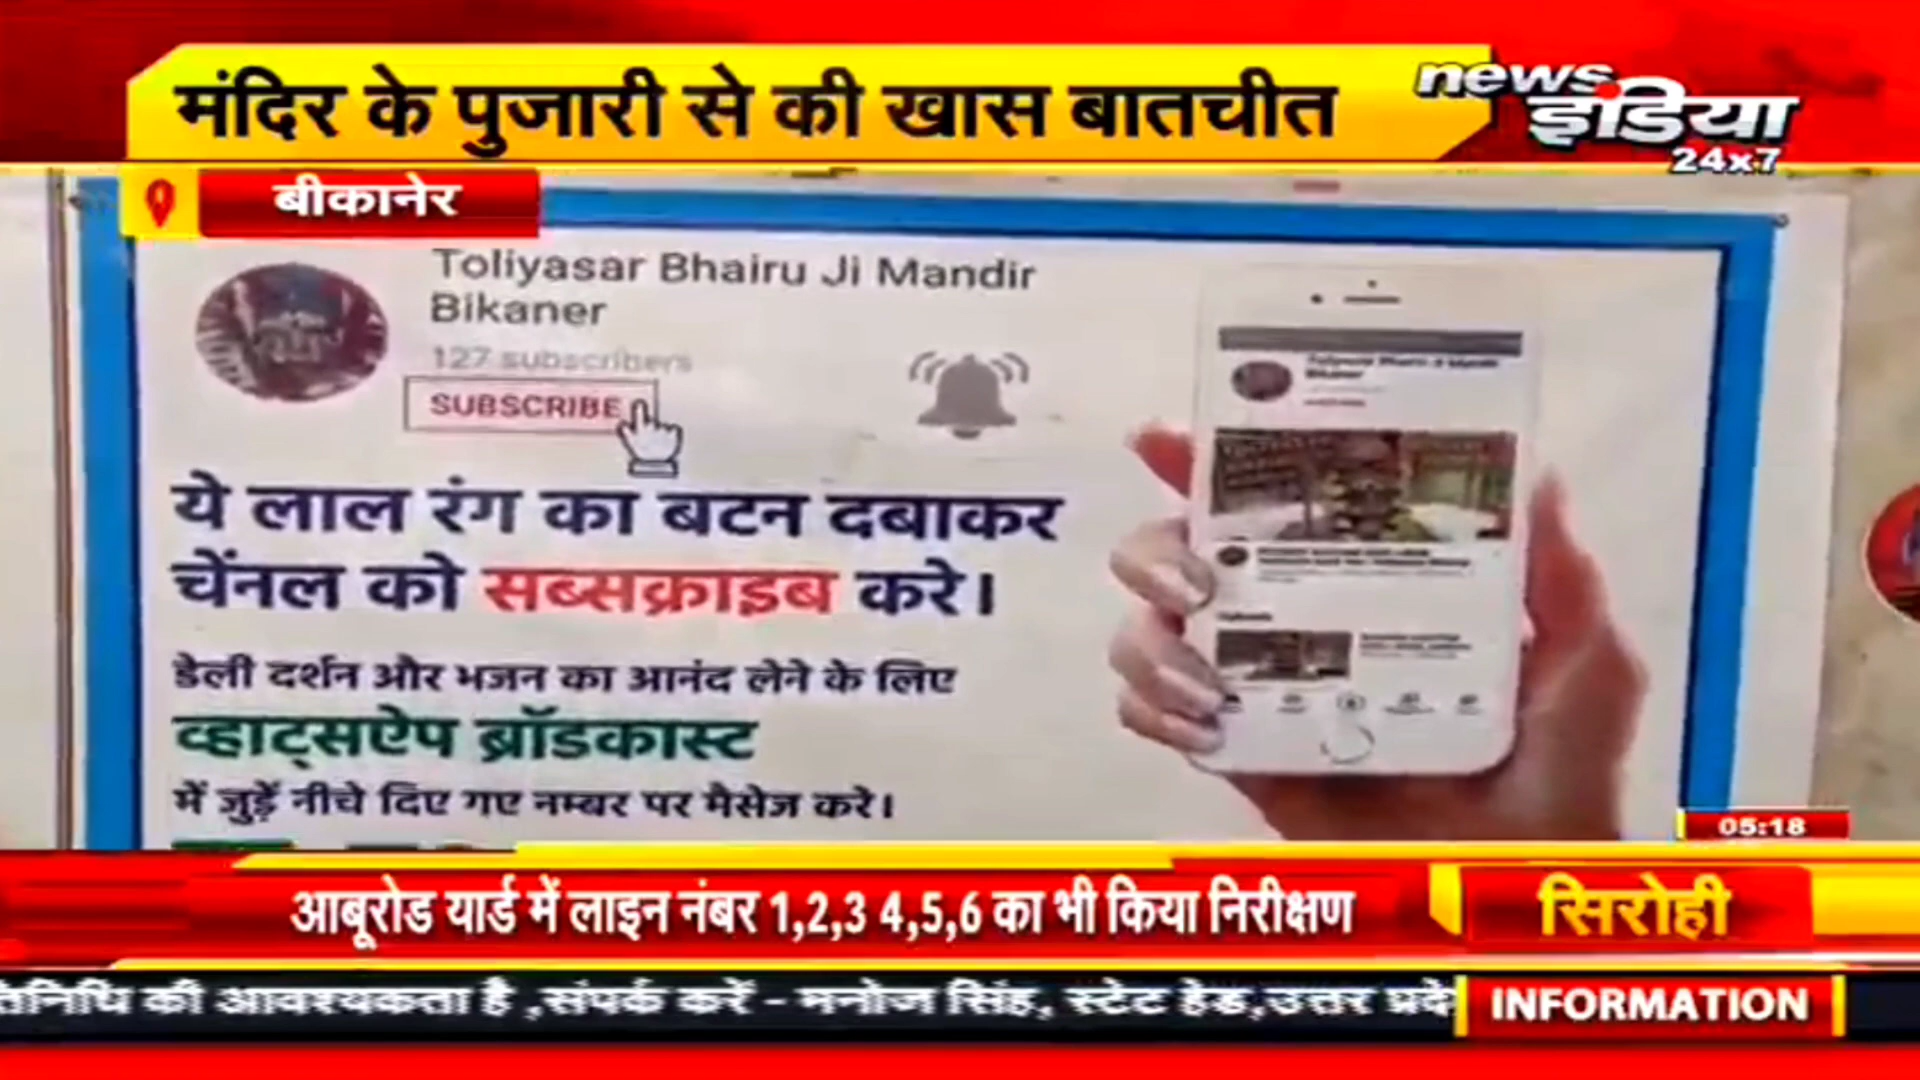 मंदिर के पुजारी से की खास बातचीत
news
इंडिया
24x7
बीकानेर
Toliyasar Bhairu Ji Mandir
Bikaner
127 subscribers
SUBSCRIBE
ये लाल रंग का बटन दबाकर
चेंनल को सब्सक्राइब करे।
डेली दर्शन और भजन का आनंद लेने के लिए
व्हाट्सऐप ब्रॉडकास्ट
में जुड़ें नीचे दिए गए नम्बर पर मैसेज करे।
05:18
आबूरोड यार्ड में लाइन नंबर 1,2,3 4,5,6 का भी किया निरीक्षण
सिरोही
की आवश्यकता है ,संपर्क करें - मनोज सिंह, स्टेट हेड,उत्तर
INFORMATION